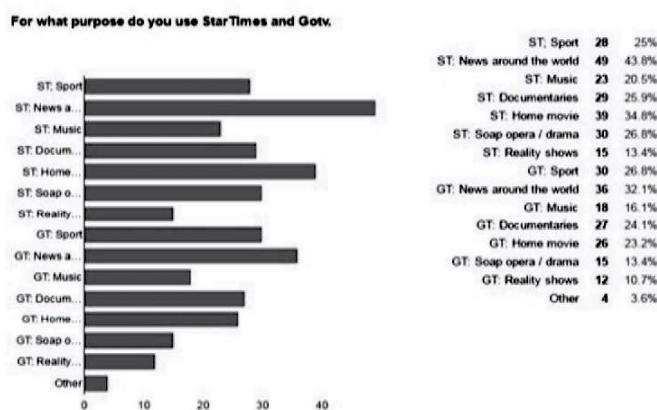 For what purpose do you use StarTimes and Gotv.
ST; Sport
ST: News a...
ST: Music
ST: Docum...
ST: Home...
ST: Soap o...
ST: Reality...
GT: Sport
GT: News a...
GT: Music
GT: Docum...
GT: Home...
GT: Soap o...
GT: Reality...
Other
0 10 20 30 40
ST; Sport 28 25%
ST: News around the world 49 43.8%
ST: Music 23 20.5%
ST: Documentaries 29 25.9%
ST: Home movie 39 34.8%
ST: Soap opera / drama 30 26.8%
ST: Reality shows 15 13.4%
GT: Sport 30 26.8%
GT: News around the world 36 32.1%
GT: Music 18 16.1%
GT: Documentaries 27 24.1%
GT: Home movie 26 23.2%
GT: Soap opera / drama 15 13.4%
GT: Reality shows 12 10.7%
Other 4 3.6%